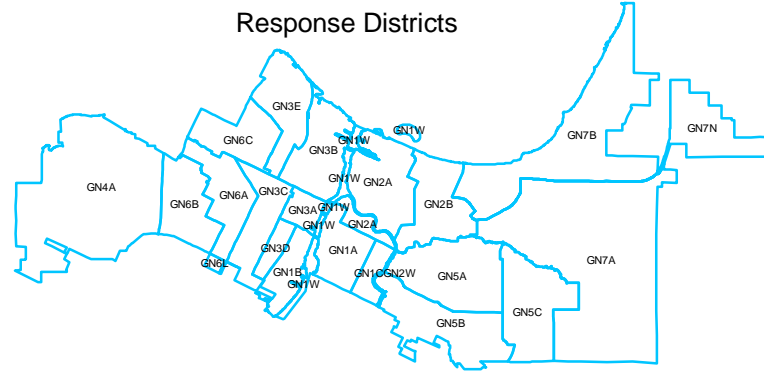 Response Districts
GN3E
GN7B
GN7N
GN1W
GN6C
GN3B
GN1W
GN1W
GN2A
GN4A
GN6B
GN6A
GN3C
GN2B
GN3A
GN1W
GN1W
GN2A
GN3D
GN1A
GN7A
GN6L
GN1B
GN1W
GN1C
GN2W
GN5A
GN5B
GN5C